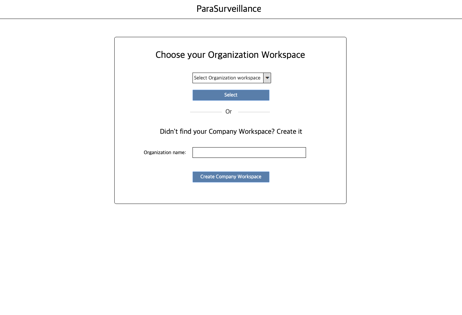 ParaSurveillance
Choose your Organization Workspace
Select Organization workspace
Select
Or
Didn't find your Company Workspace? Create it
Organization name:
Create Company Workspace